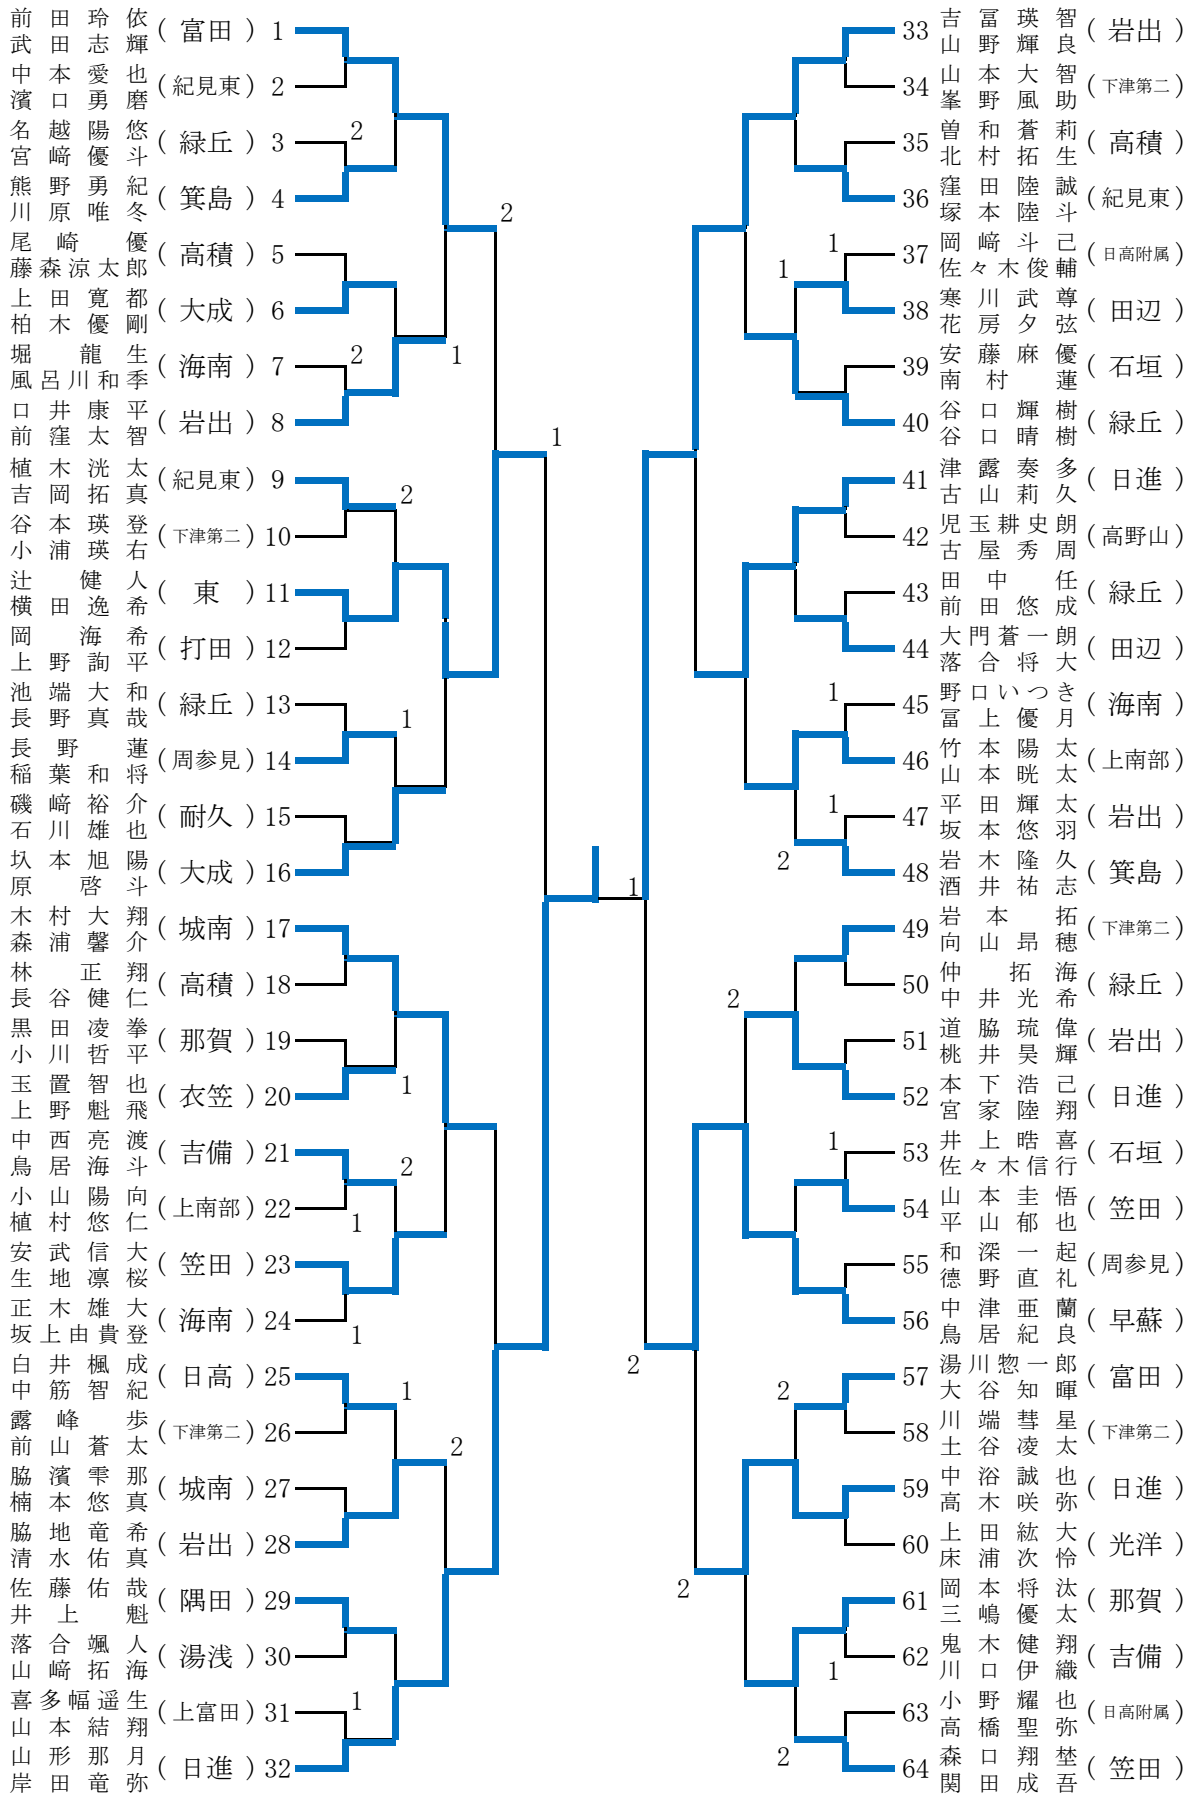 前田玲依
武田志輝
(富田) 1
中本愛也
濱口勇磨
(紀見東) 2
名越陽悠
宮﨑優斗
(緑丘) 3
2
熊野勇紀
川原唯冬
(箕島) 4
2
尾崎優
藤森涼太郎
(高積) 5
上田寛都
柏木優剛
(大成) 6
堀龍生
風呂川和季
(海南) 7
2
1
口井康平
前窪太智
(岩出) 8
1
植木洸太
吉岡拓真
(紀見東) 9
2
谷本瑛登
小浦瑛右
(下津第二) 10
辻健人
横田逸希
(東) 11
岡海希
上野詢平
(打田) 12
池端大和
長野真哉
(緑丘) 13
1
長野蓮
稲葉和将
(周参見) 14
磯﨑裕介
石川雄也
(耐久) 15
圦本旭陽
原啓斗
(大成) 16
1
木村大翔
森浦馨介
(城南) 17
林正翔
長谷健仁
(高積) 18
黒田凌拳
小川哲平
(那賀) 19
1
玉置智也
上野魁飛
(衣笠) 20
中西亮渡
鳥居海斗
(吉備) 21
2
小山陽向
植村悠仁
(上南部) 22
1
安武信大
生地凛桜
(笠田) 23
正木雄大
坂上由貴登
(海南) 24
1
白井楓成
中筋智紀
(日高) 25
1
露峰歩
前山蒼太
(下津第二) 26
2
脇濱雫那
楠本悠真
(城南) 27
脇地竜希
清水佑真
(岩出) 28
佐藤佑哉
井上魁
(隅田) 29
落合颯人
山﨑拓海
(湯浅) 30
喜多幅遥生
山本結翔
(上富田) 31
1
山形那月
岸田竜弥
(日進) 32
33 吉冨瑛智
山野輝良
(岩出)
34 山本大智
峯野風助
(下津第二)
35 曽和蒼莉
北村拓生
(高積)
36 窪田陸誠
塚本陸斗
(紀見東)
1
37 岡﨑斗己
佐々木俊輔
(日高附属)
1
38 寒川武尊
花房夕弦
(田辺)
39 安藤麻優
南村蓮
(石垣)
40 谷口輝樹
谷口晴樹
(緑丘)
41 津露奏多
古山莉久
(日進)
42 児玉耕史朗
古屋秀周
(高野山)
43 田中任
前田悠成
(緑丘)
44 大門蒼一朗
落合将大
(田辺)
1
45 野口いつき
冨上優月
(海南)
46 竹本陽太
山本晄太
(上南部)
1
47 平田輝太
坂本悠羽
(岩出)
2
48 岩木隆久
酒井祐志
(箕島)
49 岩本拓
向山昂穂
(下津第二)
50 仲拓海
中井光希
(緑丘)
2
51 道脇琉偉
桃井昊輝
(岩出)
52 本下浩己
宮家陸翔
(日進)
1
53 井上晧喜
佐々木信行
(石垣)
54 山本圭悟
平山郁也
(笠田)
55 和深一起
德野直礼
(周参見)
56 中津亜蘭
鳥居紀良
(早蘇)
2
57 湯川惣一郎
大谷知暉
(富田)
2
58 川端彗星
土谷凌太
(下津第二)
59 中浴誠也
高木咲弥
(日進)
60 上田紘大
床浦次怜
(光洋)
2
61 岡本将汰
三嶋優太
(那賀)
62 鬼木健翔
川口伊織
(吉備)
1
63 小野耀也
高橋聖弥
(日高附属)
2
64 森口翔埜
関田成吾
(笠田)